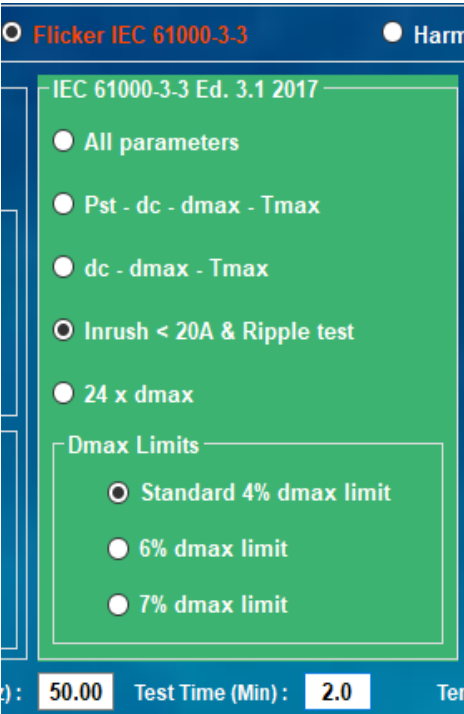 Flicker IEC 61000-3-3
IEC 61000-3-3 Ed. 3.1 2017
All parameters
Pst - dc - dmax - Tmax
dc - dmax - Tmax
Inrush < 20A & Ripple test
24 x dmax
Dmax Limits
Standard 4% dmax limit
6% dmax limit
7% dmax limit
50.00 Test Time (Min) : 2.0